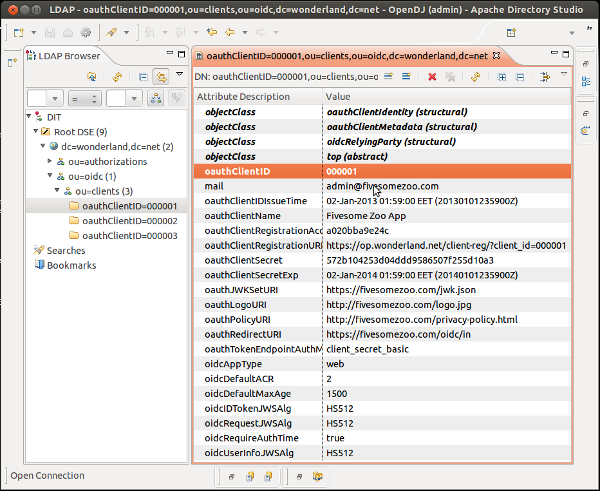 LDAP - oauthClientID=000001,ou=clients,ou=oidc,dc=wonderland,dc=net - OpenDJ (admin) - Apache Directory Studio
LDAP Browser
oauthClientID=000001,ou=clients,ou=oidc,dc=wonderland,dc=net
DN: oauthClientID=000001,ou=clients,ou=o
Attribute Description Value
=
DIT
Root DSE (9)
dc=wonderland,dc=net (2)
ou=authorizations
ou=oidc (1)
ou=clients (3)
oauthClientID=000001
oauthClientID=000002
oauthClientID=000003
Searches
Bookmarks
objectClass oauthClientIdentity (structural)
objectClass oauthClientMetadata (structural)
objectClass oidcRelyingParty (structural)
objectClass top (abstract)
oauthClientID 000001
mail admin@fivesomezoo.com
oauthClientIDIssueTime 02-Jan-2013 01:59:00 EET (20130101235900Z)
oauthClientName Fivesome Zoo App
oauthClientRegistrationAcc a020bba9e24c
oauthClientRegistrationURI https://op.wonderland.net/client-reg/?client_id=000001
oauthClientSecret 572b104253d04ddd9586507f255d10a3
oauthClientSecretExp 02-Jan-2014 01:59:00 EET (20140101235900Z)
oauthJWKSetURI https://fivesomezoo.com/jwk.json
oauthLogoURI http://fivesomezoo.com/logo.jpg
oauthPolicyURI http://fivesomezoo.com/privacy-policy.html
oauthRedirectURI https://fivesomezoo.com/oidc/in
oauthTokenEndpointAuthM client_secret_basic
oidcAppType web
oidcDefaultACR 2
oidcDefaultMaxAge 1500
oidcIDTokenJWSAlg HS512
oidcRequestJWSAlg HS512
oidcRequireAuthTime true
oidcUserInfoJWSAlg HS512
Open Connection